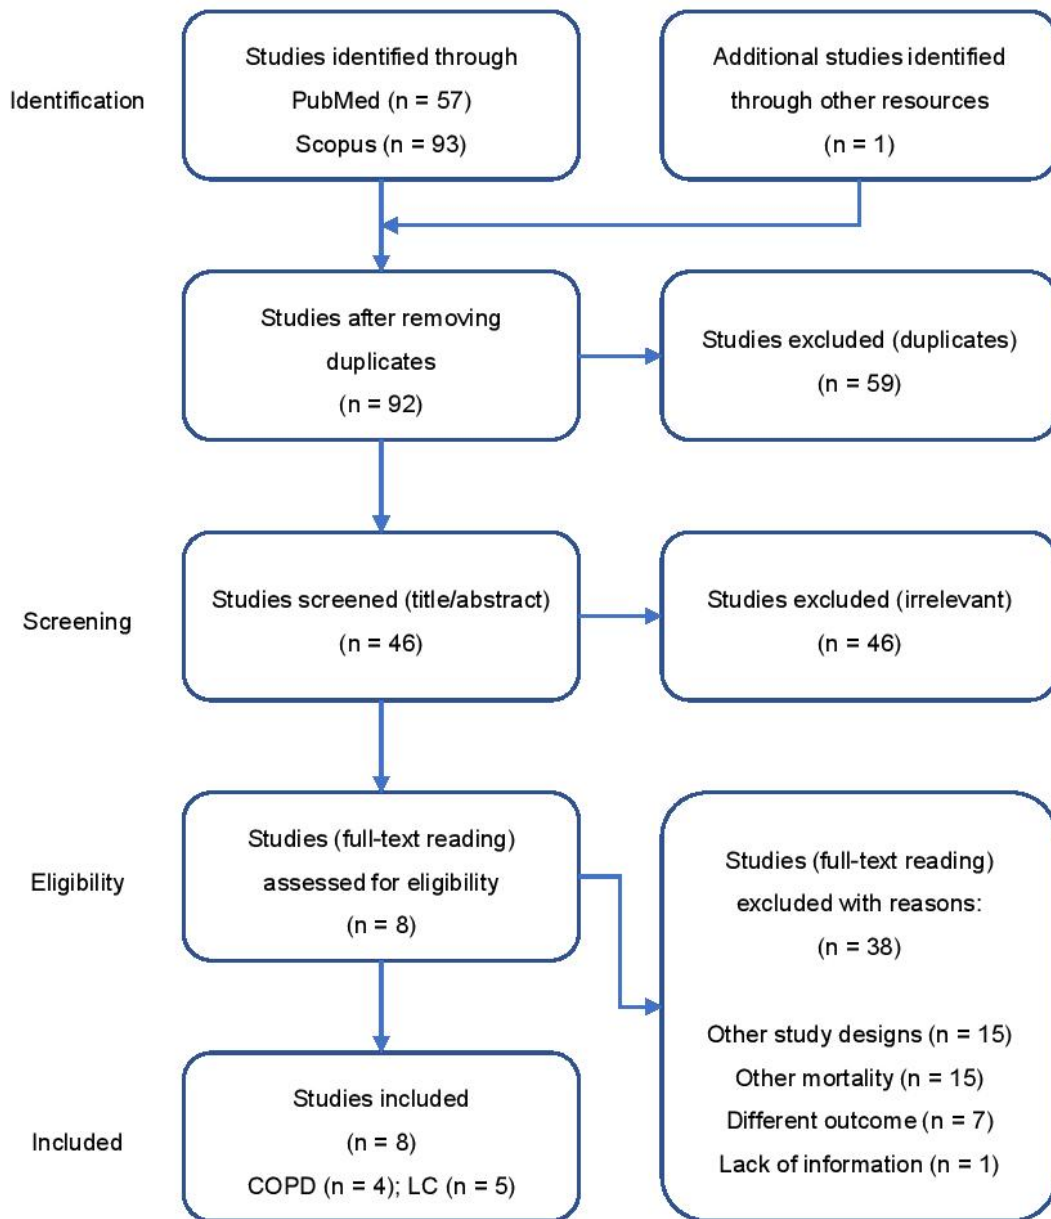 Identification
Studies identified through
PubMed (n = 57)
Scopus (n = 93)
Additional studies identified
through other resources
(n = 1)
Studies after removing
duplicates
(n = 92)
Studies excluded (duplicates)
(n = 59)
Screening
Studies screened (title/abstract)
(n = 46)
Studies excluded (irrelevant)
(n = 46)
Eligibility
Studies (full-text reading)
assessed for eligibility
(n = 8)
Studies (full-text reading)
excluded with reasons:
(n = 38)
Other study designs (n = 15)
Other mortality (n = 15)
Different outcome (n = 7)
Lack of information (n = 1)
Included
Studies included
(n = 8)
COPD (n = 4); LC (n = 5)